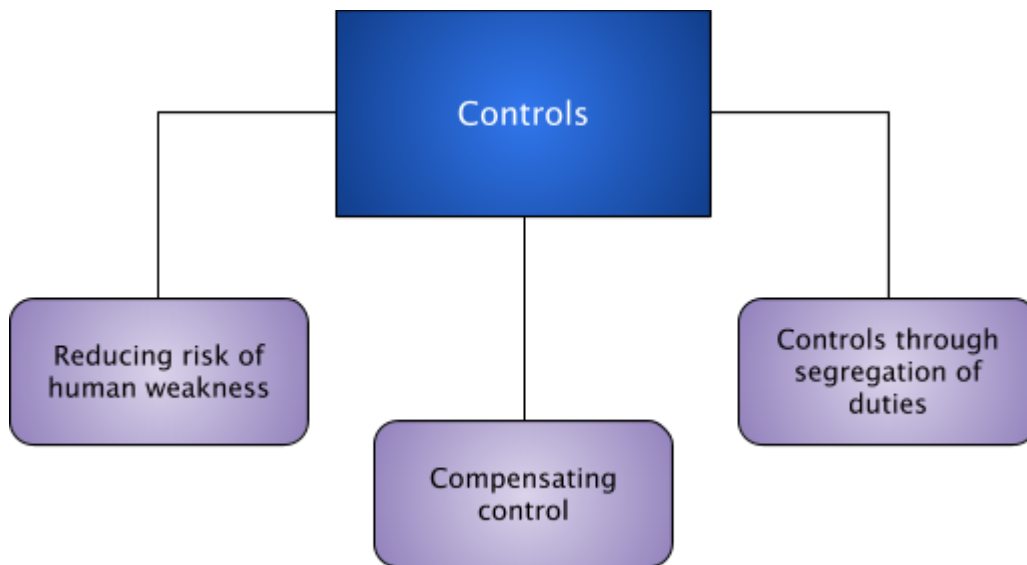 Controls
Reducing risk of
human weakness
Compensating
control
Controls through
segregation of
duties